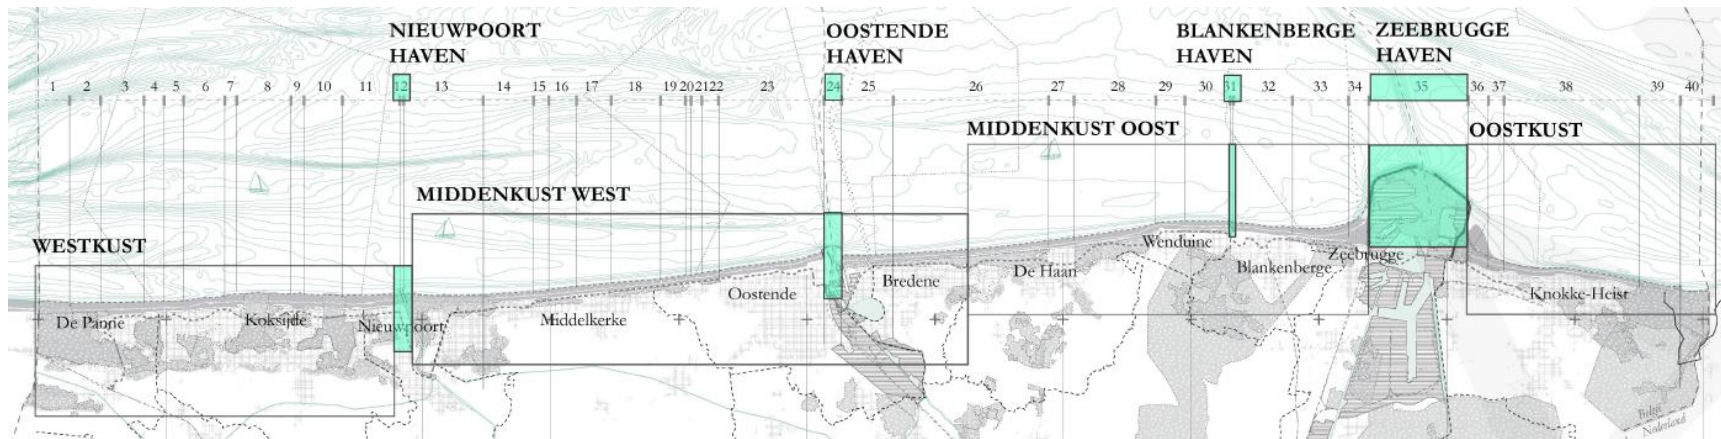 NIEUWPOORT
HAVEN
OOSTENDE
HAVEN
BLANKENBERGE
HAVEN
ZEEBRUGGE
HAVEN
1 2 3 4 5 6 7 8 9 10 11 12 13 14 15 16 17 18 19 20 21 22 23 24 25 26 27 28 29 30 31 32 33 34 35 36 37 38 39 40
MIDDENKUST OOST
OOSTKUST
MIDDENKUST WEST
WESTKUST
Wenduine
Zeebrugge
Blankenberge
De Haan
Bredene
Oostende
Knokke-Heist
De Panne
Koksijde
Nieuwpoort
Middelkerke
België
Nederland